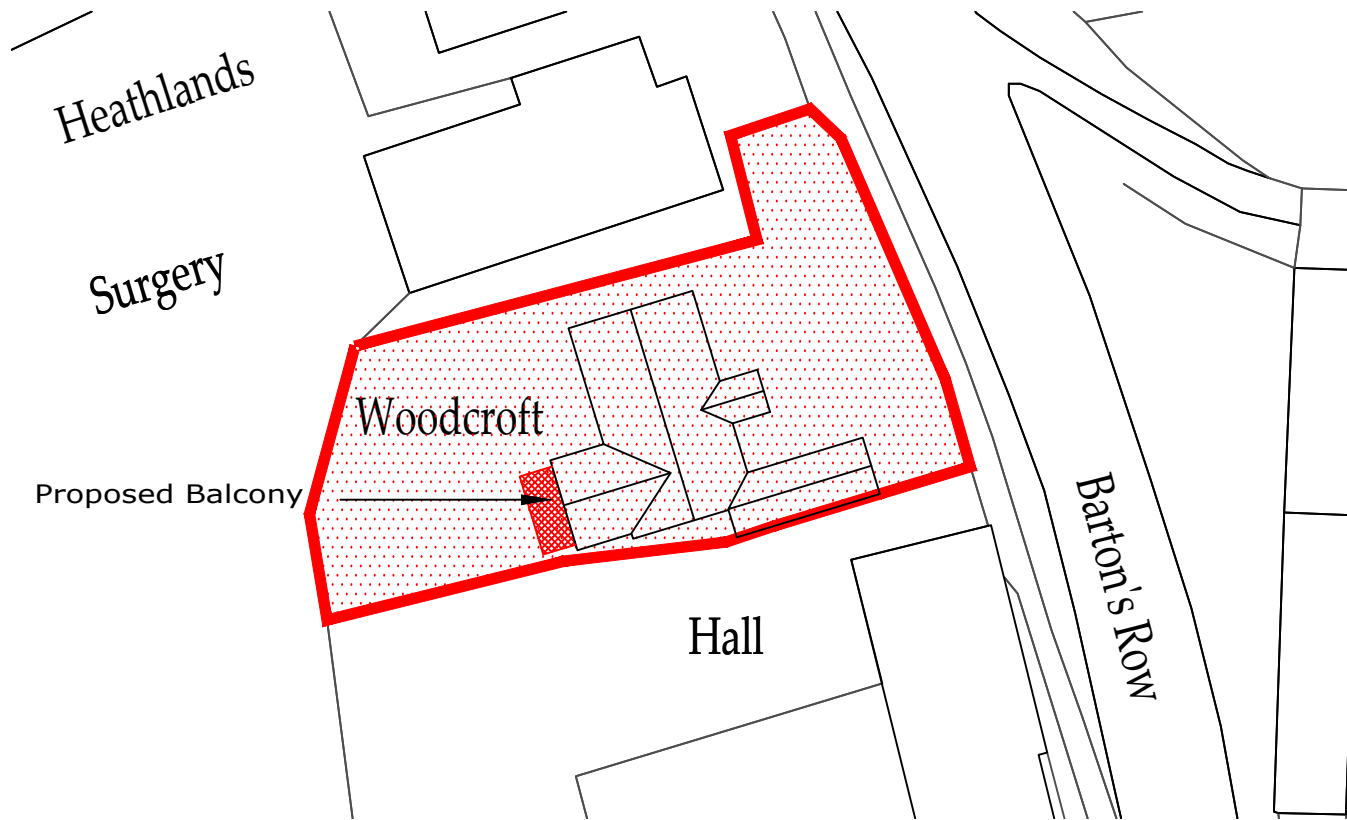 Heathlands
Surgery
Woodcroft
Proposed Balcony
Barton's Row
Hall